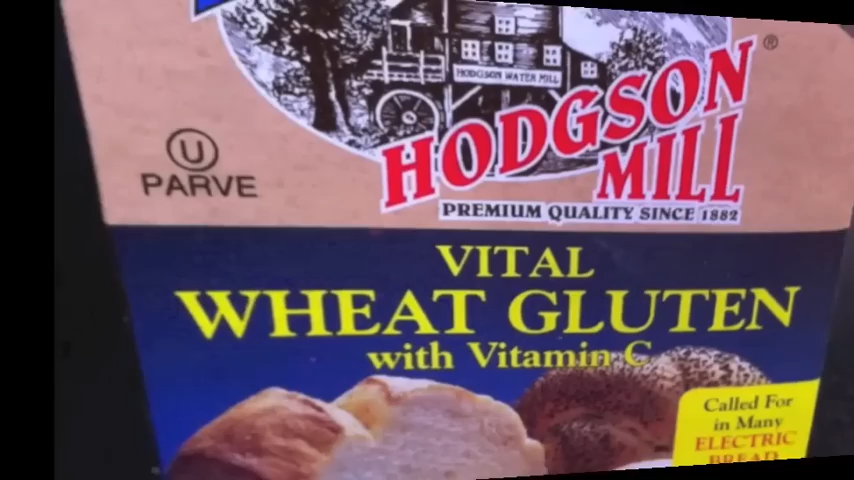 HODGSON WATER MILL
HODGSON
MILL
®
U
PARVE
PREMIUM QUALITY SINCE 1882
VITAL
WHEAT GLUTEN
with Vitamin C
Called For
in Many
ELECTRIC
BREAD